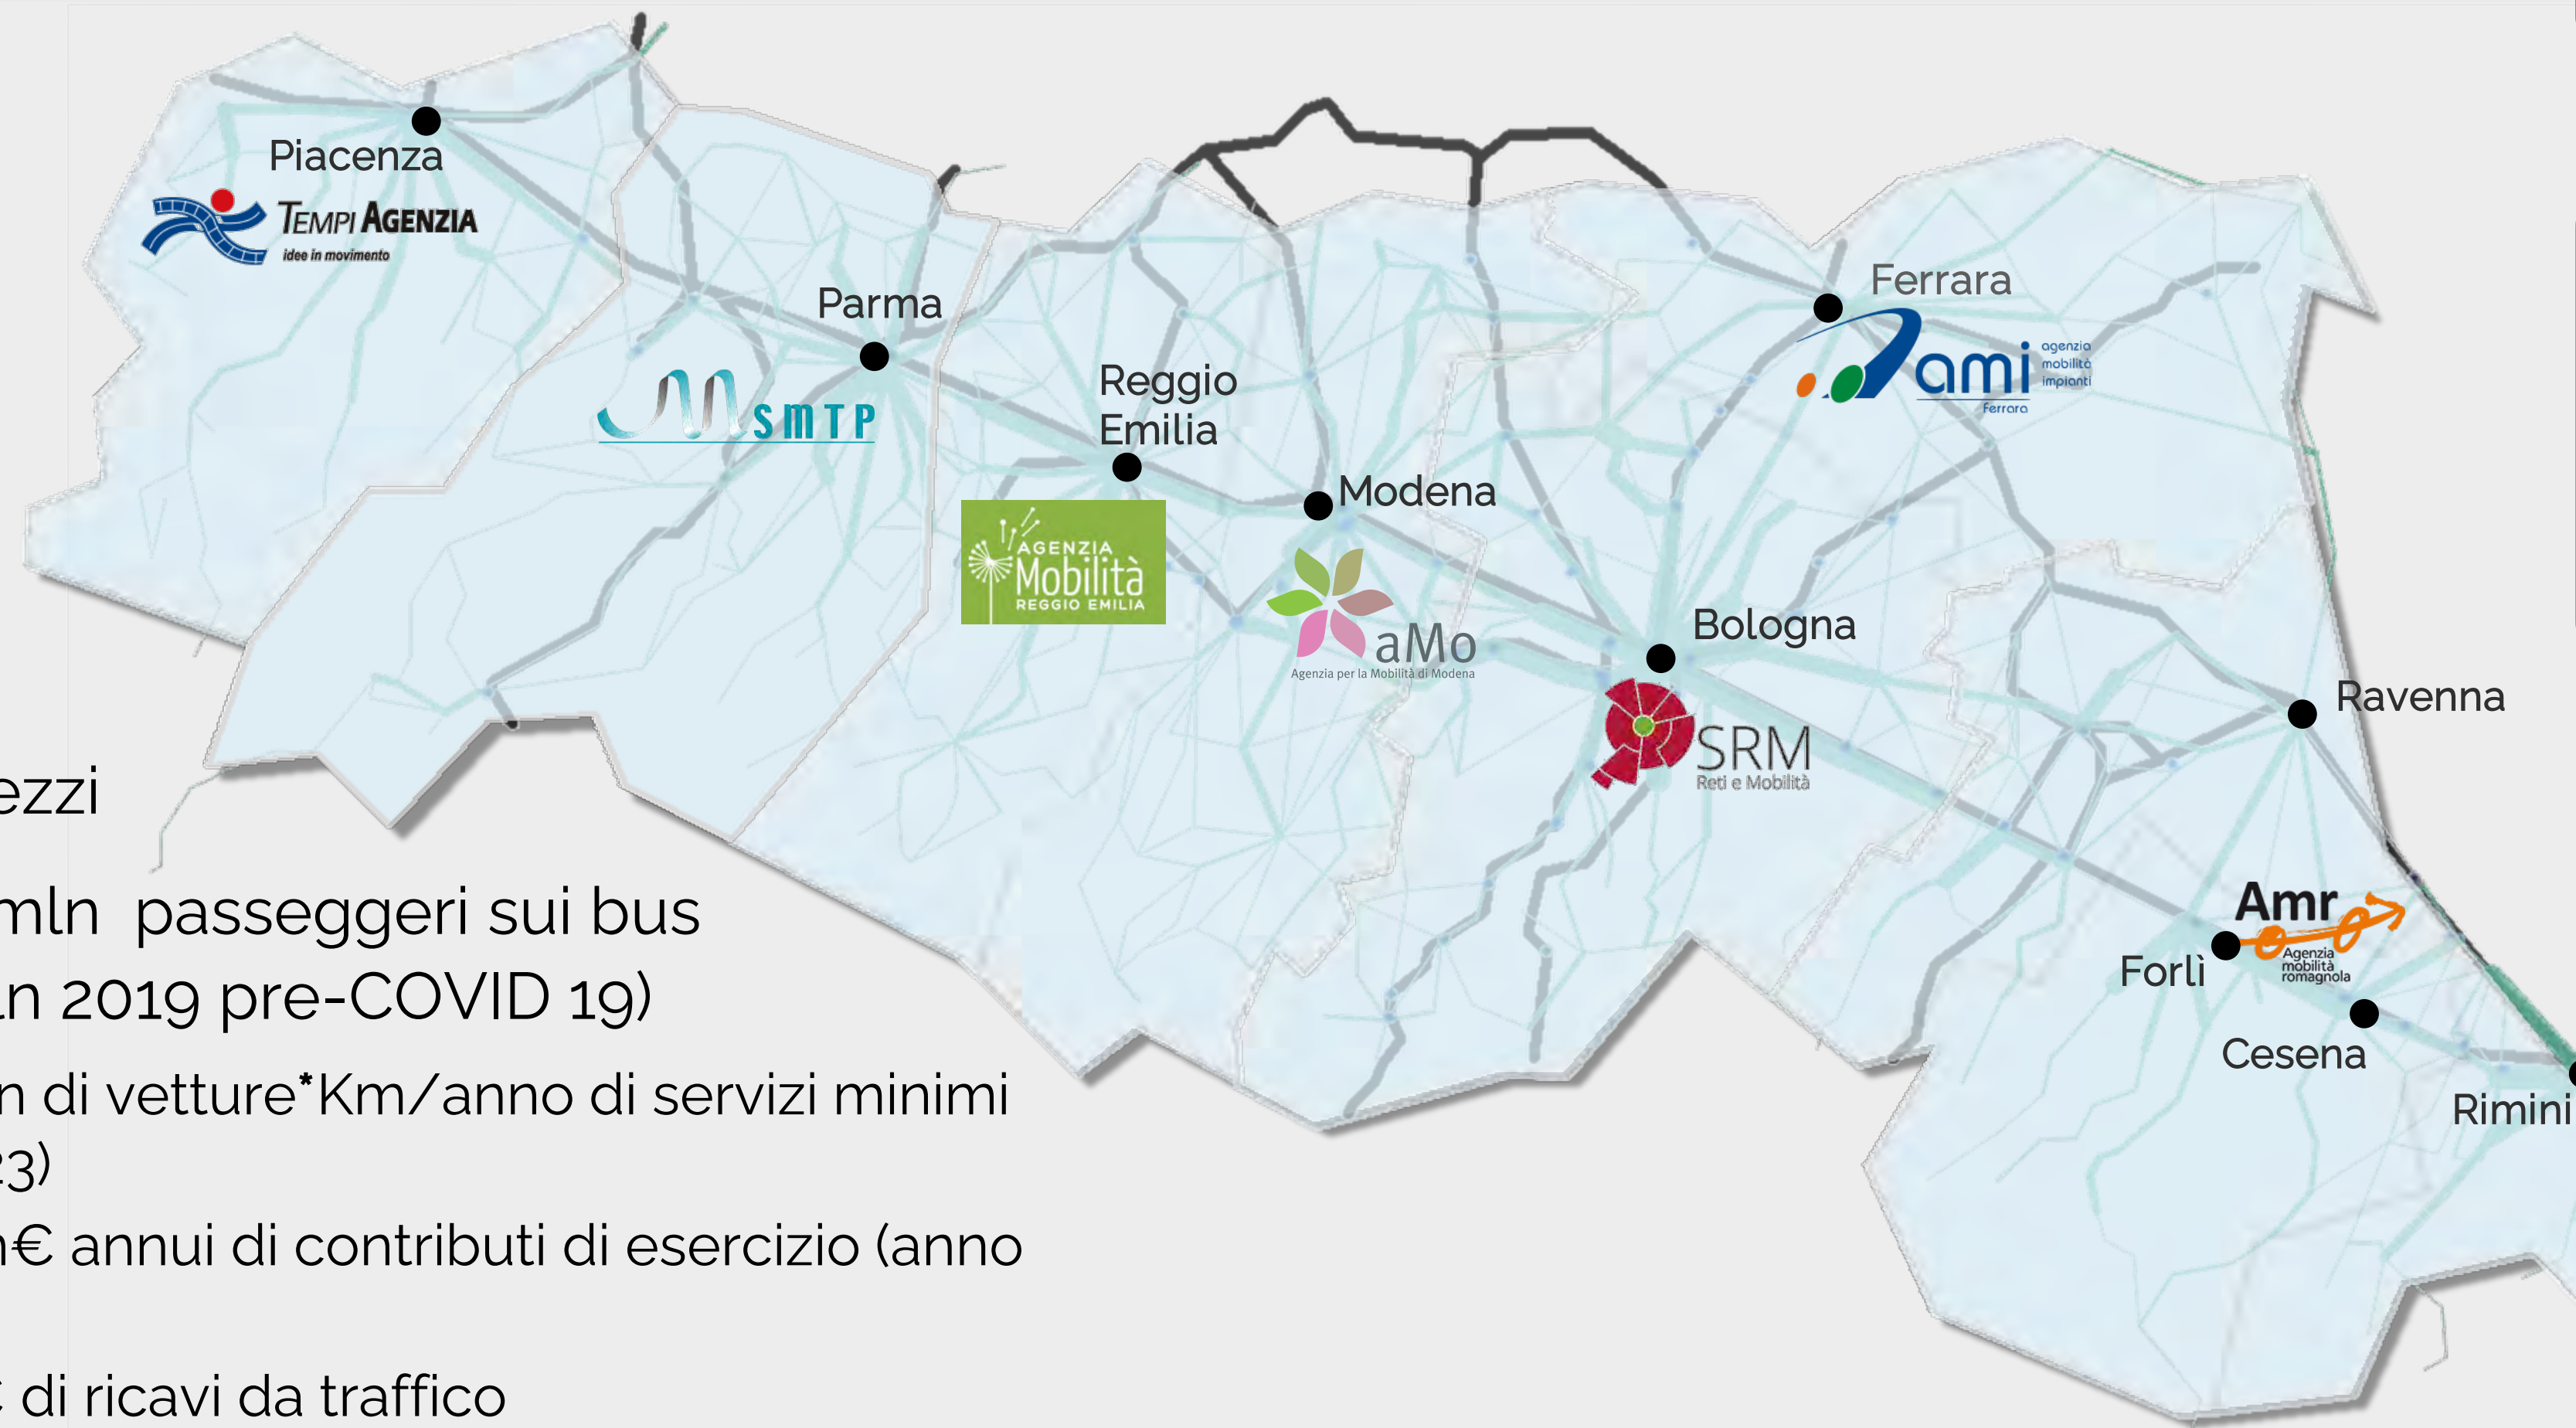 Piacenza
TEMPI AGENZIA
idee in movimento
Parma
SMTP
Reggio
Emilia
AGENZIA
Mobilità
REGGIO EMILIA
Modena
aMo
Agenzia per la Mobilità di Modena
Ferrara
ami
agenzia
mobilità
impianti
Ferrara
Bologna
SRM
Reti e Mobilità
Ravenna
Amr
Agenzia
mobilità
romagnola
Forlì
Cesena
Rimini
ezzi
mln passeggeri sui bus
ln 2019 pre-COVID 19)
n di vetture*Km/anno di servizi minimi
23)
n€ annui di contributi di esercizio (anno
€ di ricavi da traffico